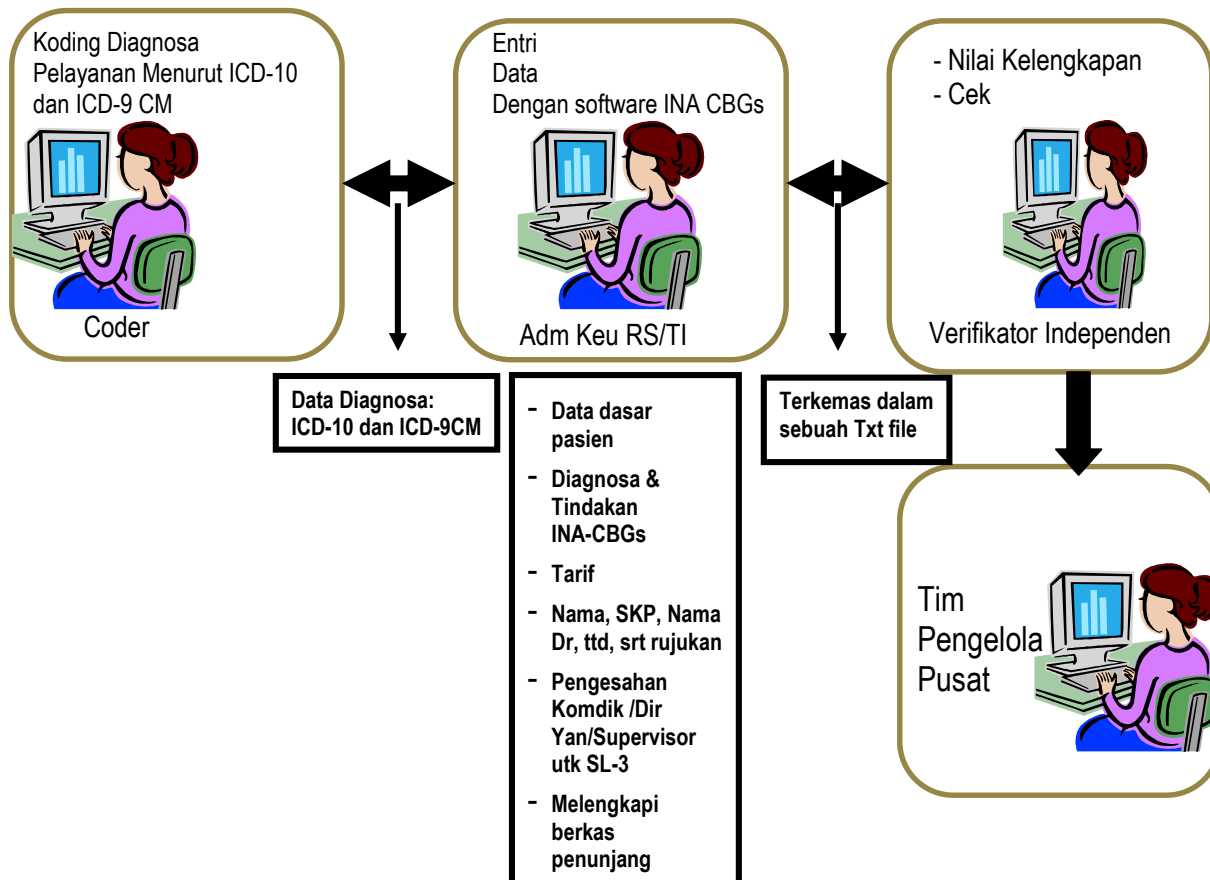 Koding Diagnosa
Pelayanan Menurut ICD-10
dan ICD-9 CM
Coder
Entri
Data
Dengan software INA CBGs
Adm Keu RS/TI
- Nilai Kelengkapan
- Cek
Verifikator Independen
Data Diagnosa:
ICD-10 dan ICD-9CM
- Data dasar
pasien
- Diagnosa &
Tindakan
INA-CBGs
- Tarif
- Nama, SKP, Nama
Dr, ttd, srt rujukan
- Pengesahan
Komdik /Dir
Yan/Supervisor
utk SL-3
- Melengkapi
berkas
penunjang
Terkemas dalam
sebuah Txt file
Tim
Pengelola
Pusat